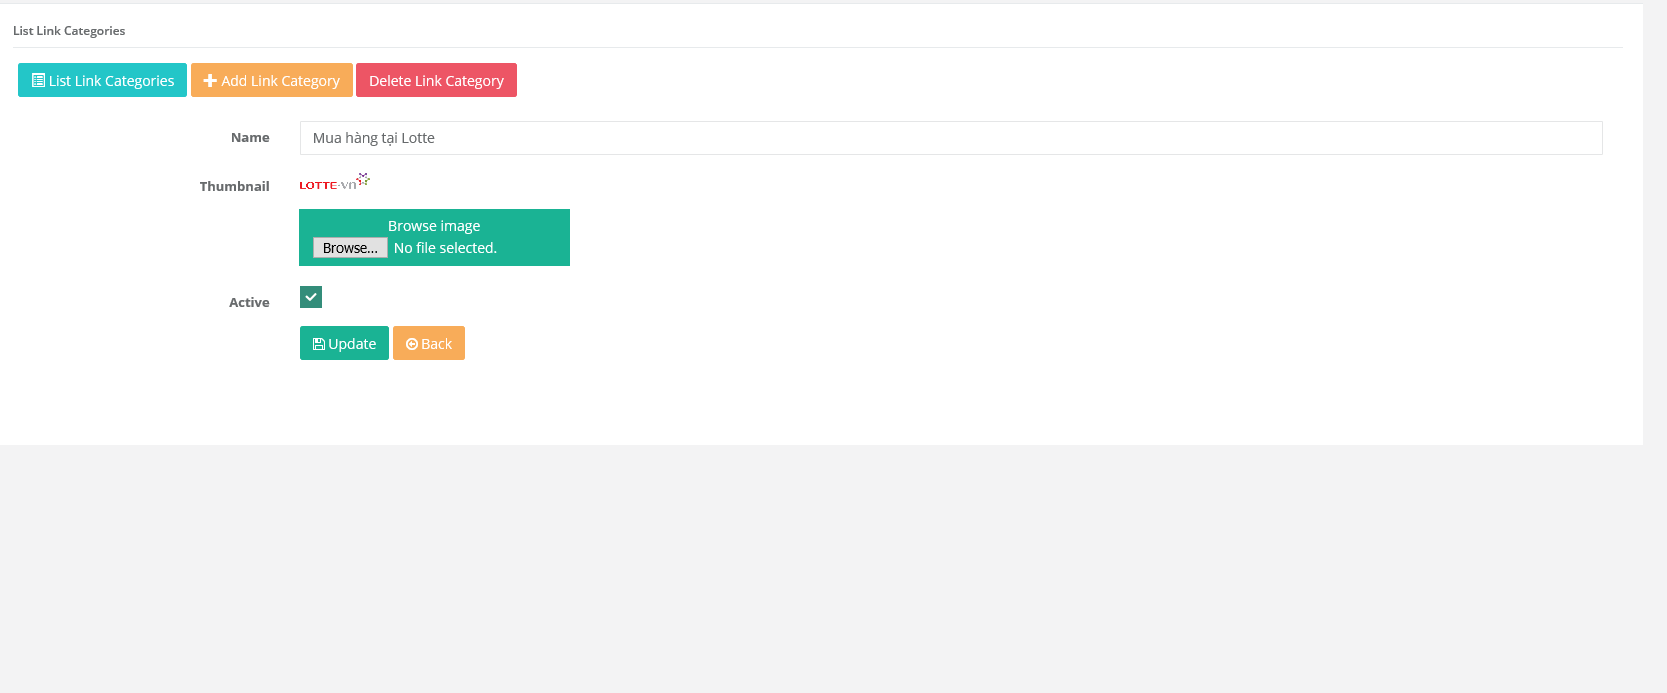 List Link Categories
List Link Categories Add Link Category Delete Link Category
Name Mua hàng tại Lotte
Thumbnail LOTTE.vn
Browse image
Browse... No file selected.
Active
Update Back